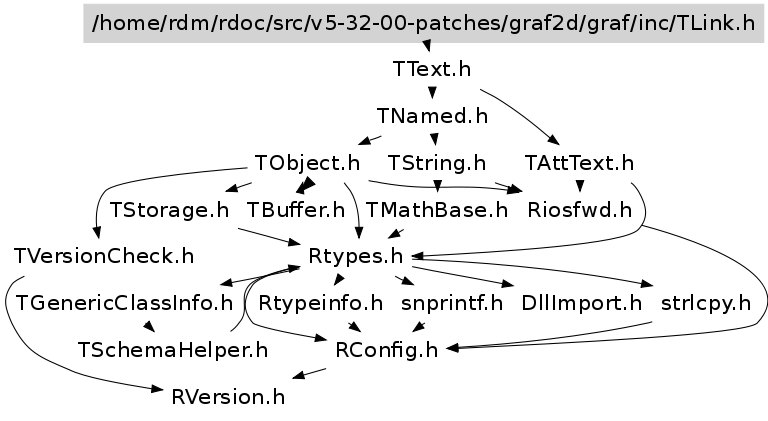 /home/rdm/rdoc/src/v5-32-00-patches/graf2d/graf/inc/TLink.h
TText.h
TNamed.h
TObject.h TString.h TAttText.h
TStorage.h TBuffer.h TMathBase.h Riosfwd.h
TVersionCheck.h Rtypes.h
TGenericClassInfo.h Rtypeinfo.h snprintf.h DllImport.h strlcpy.h
TSchemaHelper.h RConfig.h
RVersion.h